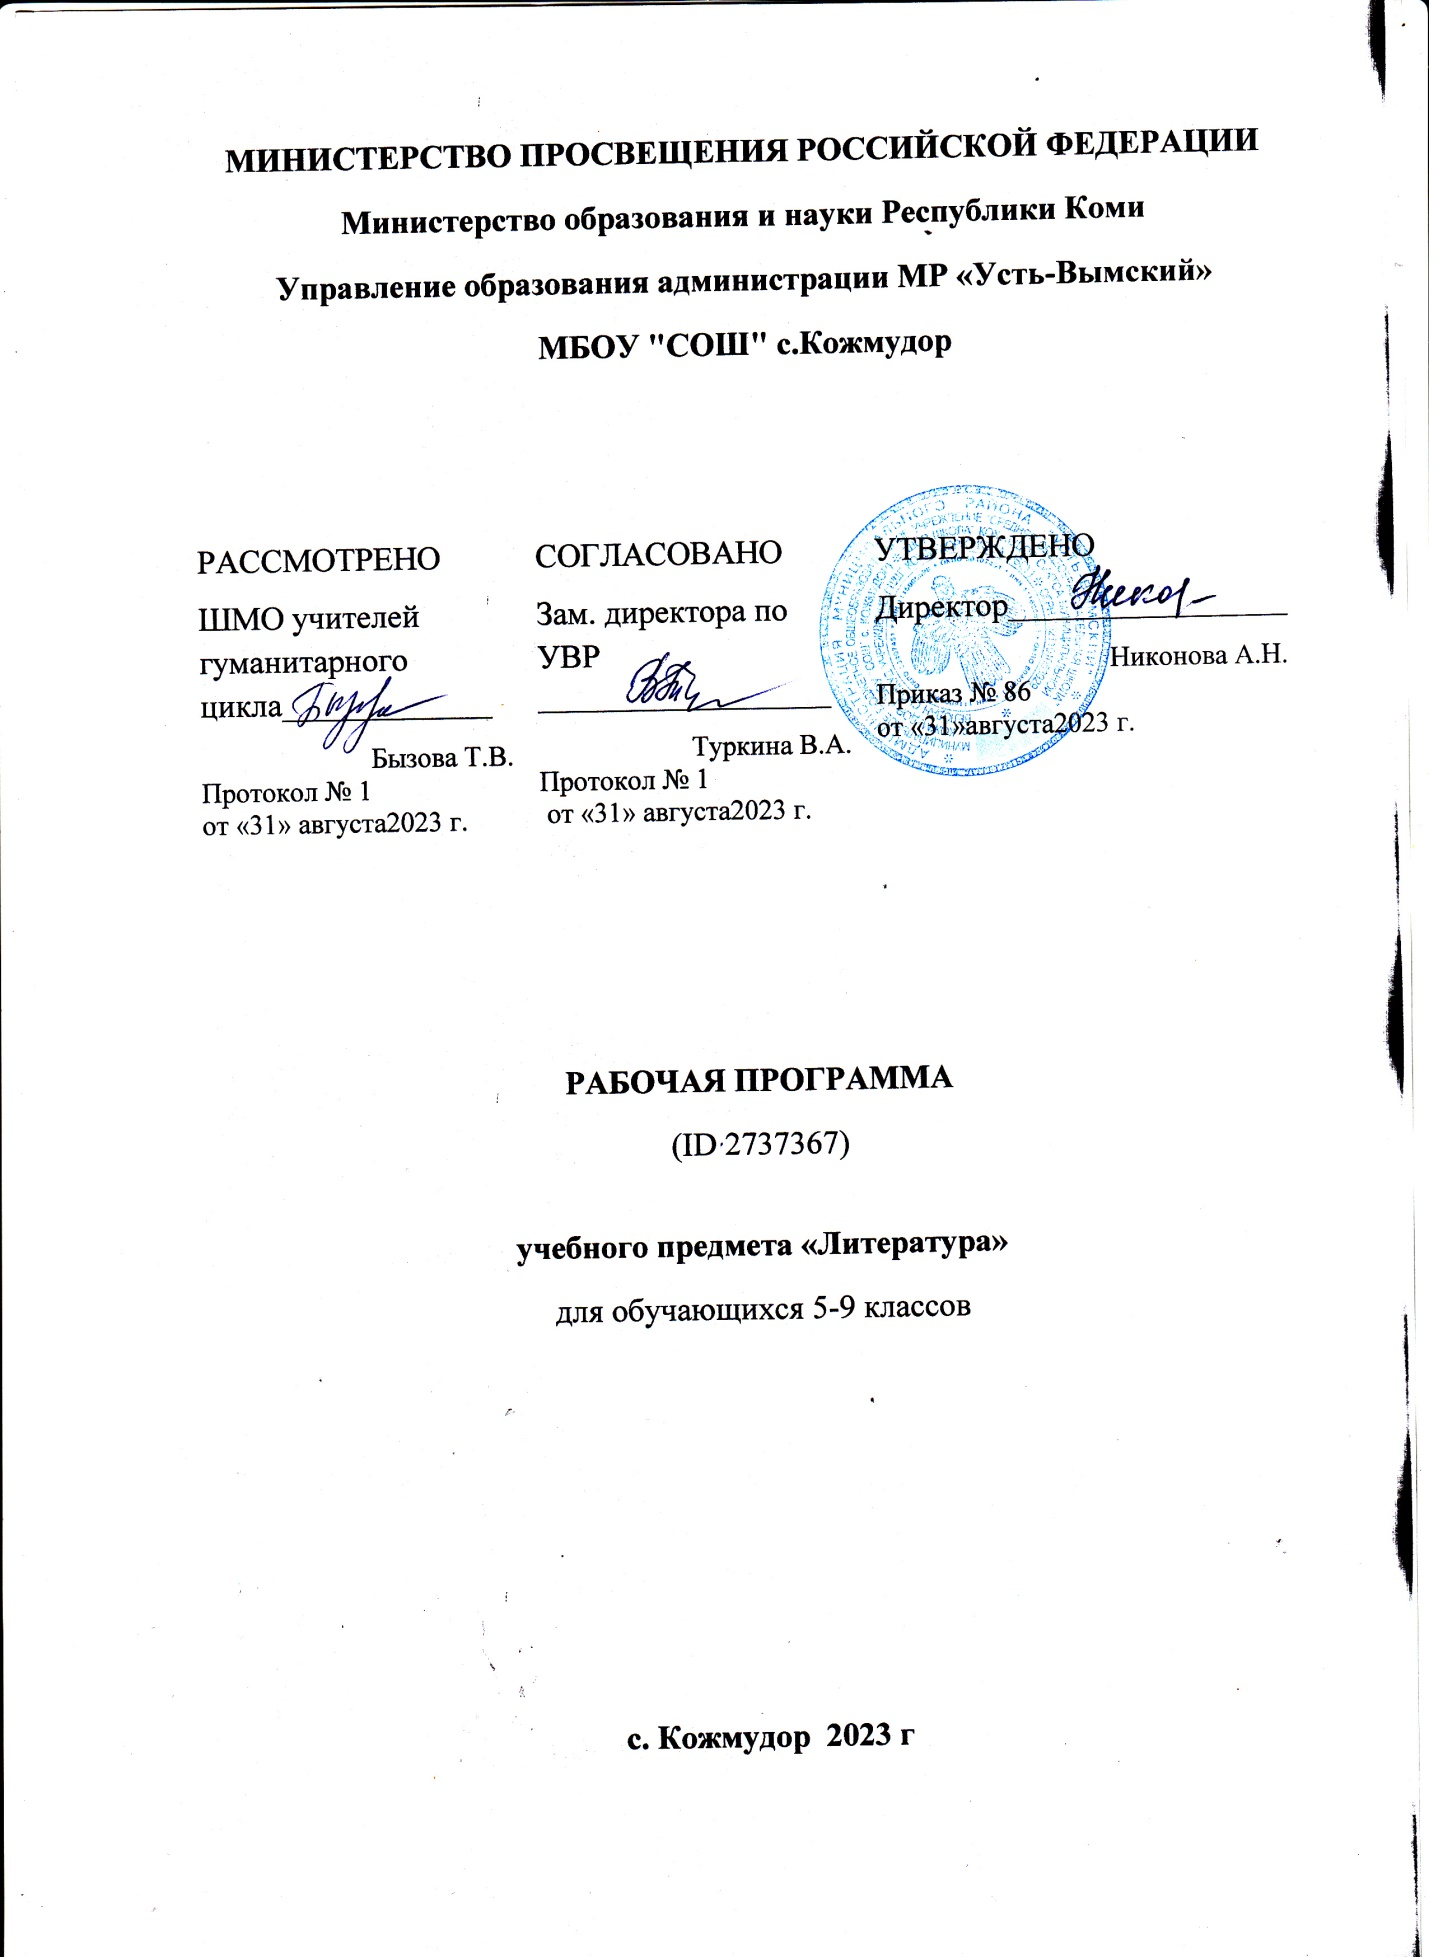 МИНИСТЕРСТВО ПРОСВЕЩЕНИЯ РОССИЙСКОЙ ФЕДЕРАЦИИ
Министерство образования и науки Республики Коми
Управление образования администрации МР «Усть-Вымский»
МБОУ "СОШ" с.Кожмудор
РАССМОТРЕНО
ШМО учителей
гуманитарного
цикла
Бызова Т.В.
Протокол № 1
от «31» августа2023 г.
СОГЛАСОВАНО
Зам. директора по
УВР
Туркина В.А.
Протокол № 1
от «31» августа2023 г.
УТВЕРЖДЕНО
Директор
Никонова А.Н.
Приказ № 86
от «31»августа2023 г.
РАБОЧАЯ ПРОГРАММА
(ID 2737367)
учебного предмета «Литература»
для обучающихся 5-9 классов
с. Кожмудор 2023 г